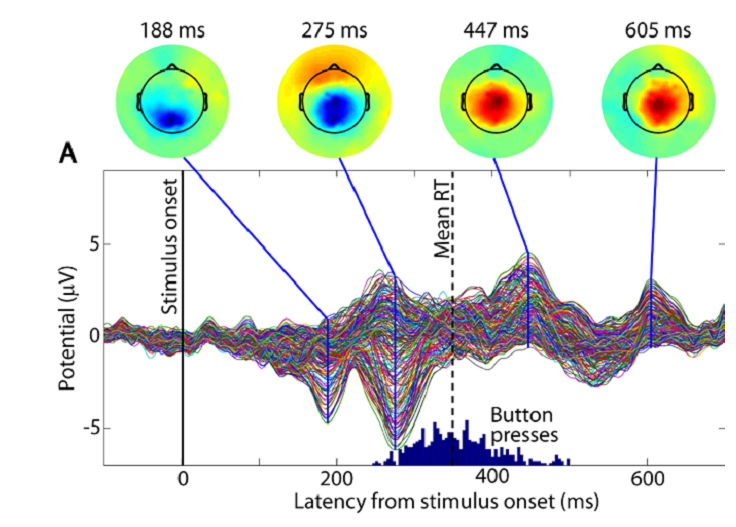 188 ms
275 ms
447 ms
605 ms
A
Stimulus onset
Mean RT
Potential (µV)
5
0
-5
Button
presses
0
200
400
600
Latency from stimulus onset (ms)